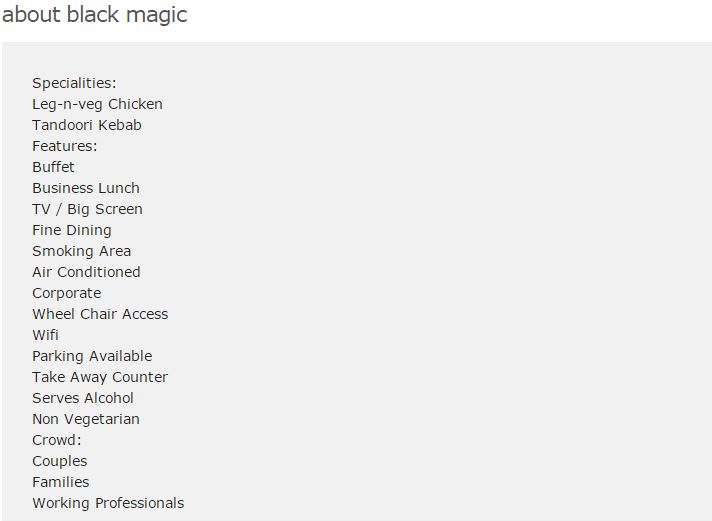 about black magic
Specialities:
Leg-n-veg Chicken
Tandoori Kebab
Features:
Buffet
Business Lunch
TV / Big Screen
Fine Dining
Smoking Area
Air Conditioned
Corporate
Wheel Chair Access
Wifi
Parking Available
Take Away Counter
Serves Alcohol
Non Vegetarian
Crowd:
Couples
Families
Working Professionals